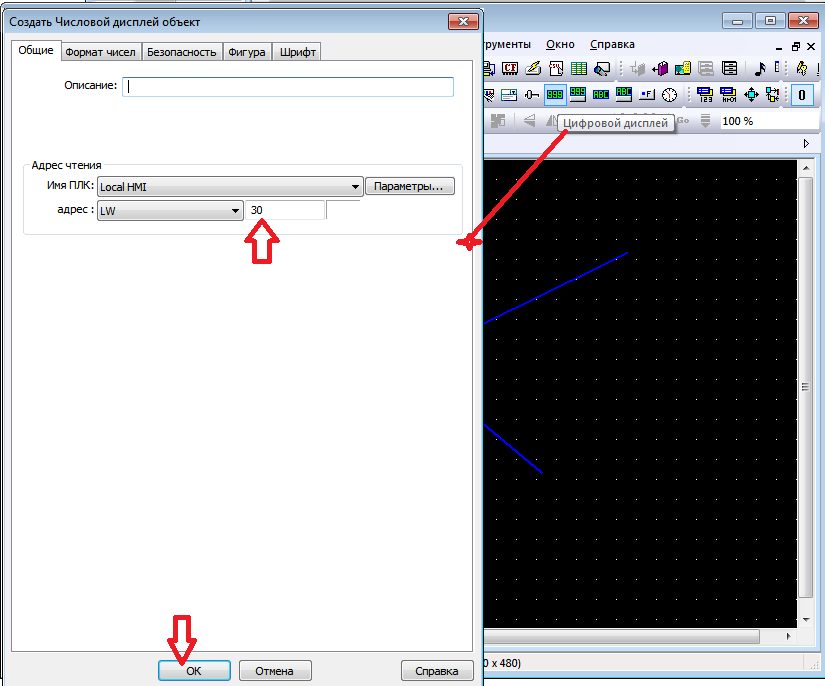 Создать Числовой дисплей объект
Общие Формат чисел Безопасность Фигура Шрифт
Описание:
Адрес чтения
Имя ПЛК: Local HMI Параметры...
адрес : LW 30
OK Отмена Справка
рументы Окно Справка
Цифровой дисплей
100 %
0 x 480)